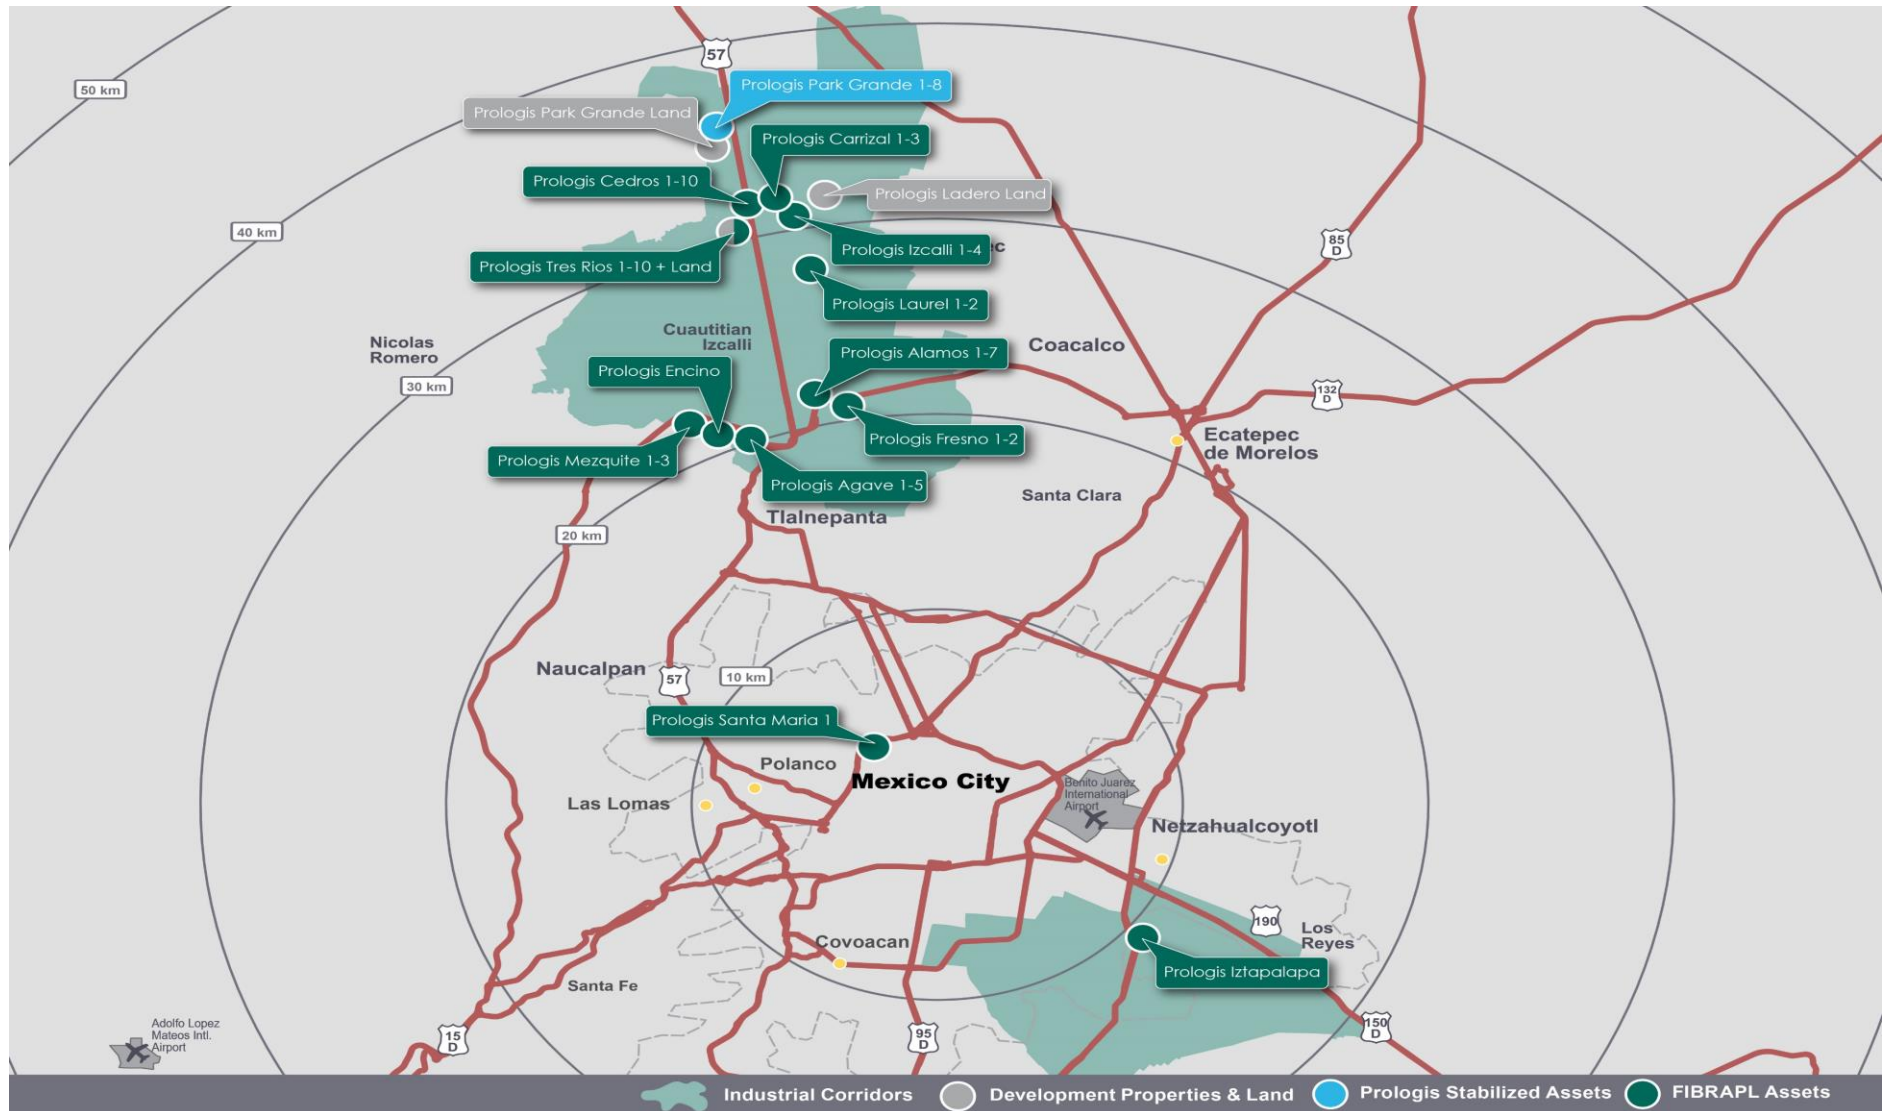 57
50 km
Prologis Park Grande 1-8
Prologis Park Grande Land
Prologis Carrizal 1-3
Prologis Cedros 1-10
Prologis Ladero Land
40 km
85
D
Prologis Izcalli 1-4
ec
Prologis Tres Rios 1-10 + Land
Prologis Laurel 1-2
Cuautitian
Izcalli
Nicolas
Romero
Coacalco
Prologis Alamos 1-7
Prologis Encino
30 km
132
D
Prologis Fresno 1-2
Ecatepec
de Morelos
Prologis Mezquite 1-3
Prologis Agave 1-5
Santa Clara
Tlalnepanta
20 km
Naucalpan
57
10 km
Prologis Santa Maria 1
Polanco
Mexico City
Las Lomas
Benito Juarez
International
Airport
Netzahualcoyotl
190
Los
Reyes
Covoacan
Prologis Iztapalapa
Santa Fe
Adolfo Lopez
Mateos Intl.
Airport
15
D
95
D
150
D
Industrial Corridors
Development Properties & Land
Prologis Stabilized Assets
FIBRAPL Assets